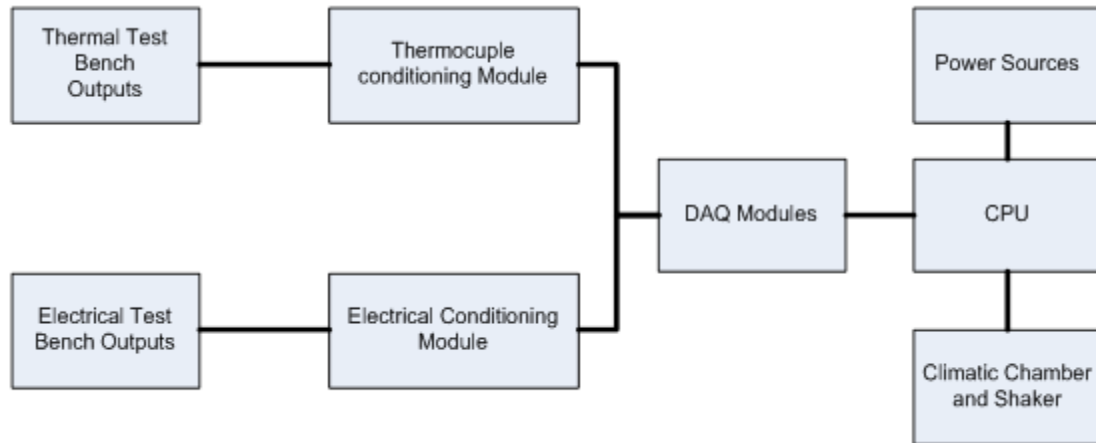 Thermal Test
Bench
Outputs
Thermocuple
conditioning Module
Power Sources
DAQ Modules
CPU
Electrical Test
Bench Outputs
Electrical Conditioning
Module
Climatic Chamber
and Shaker